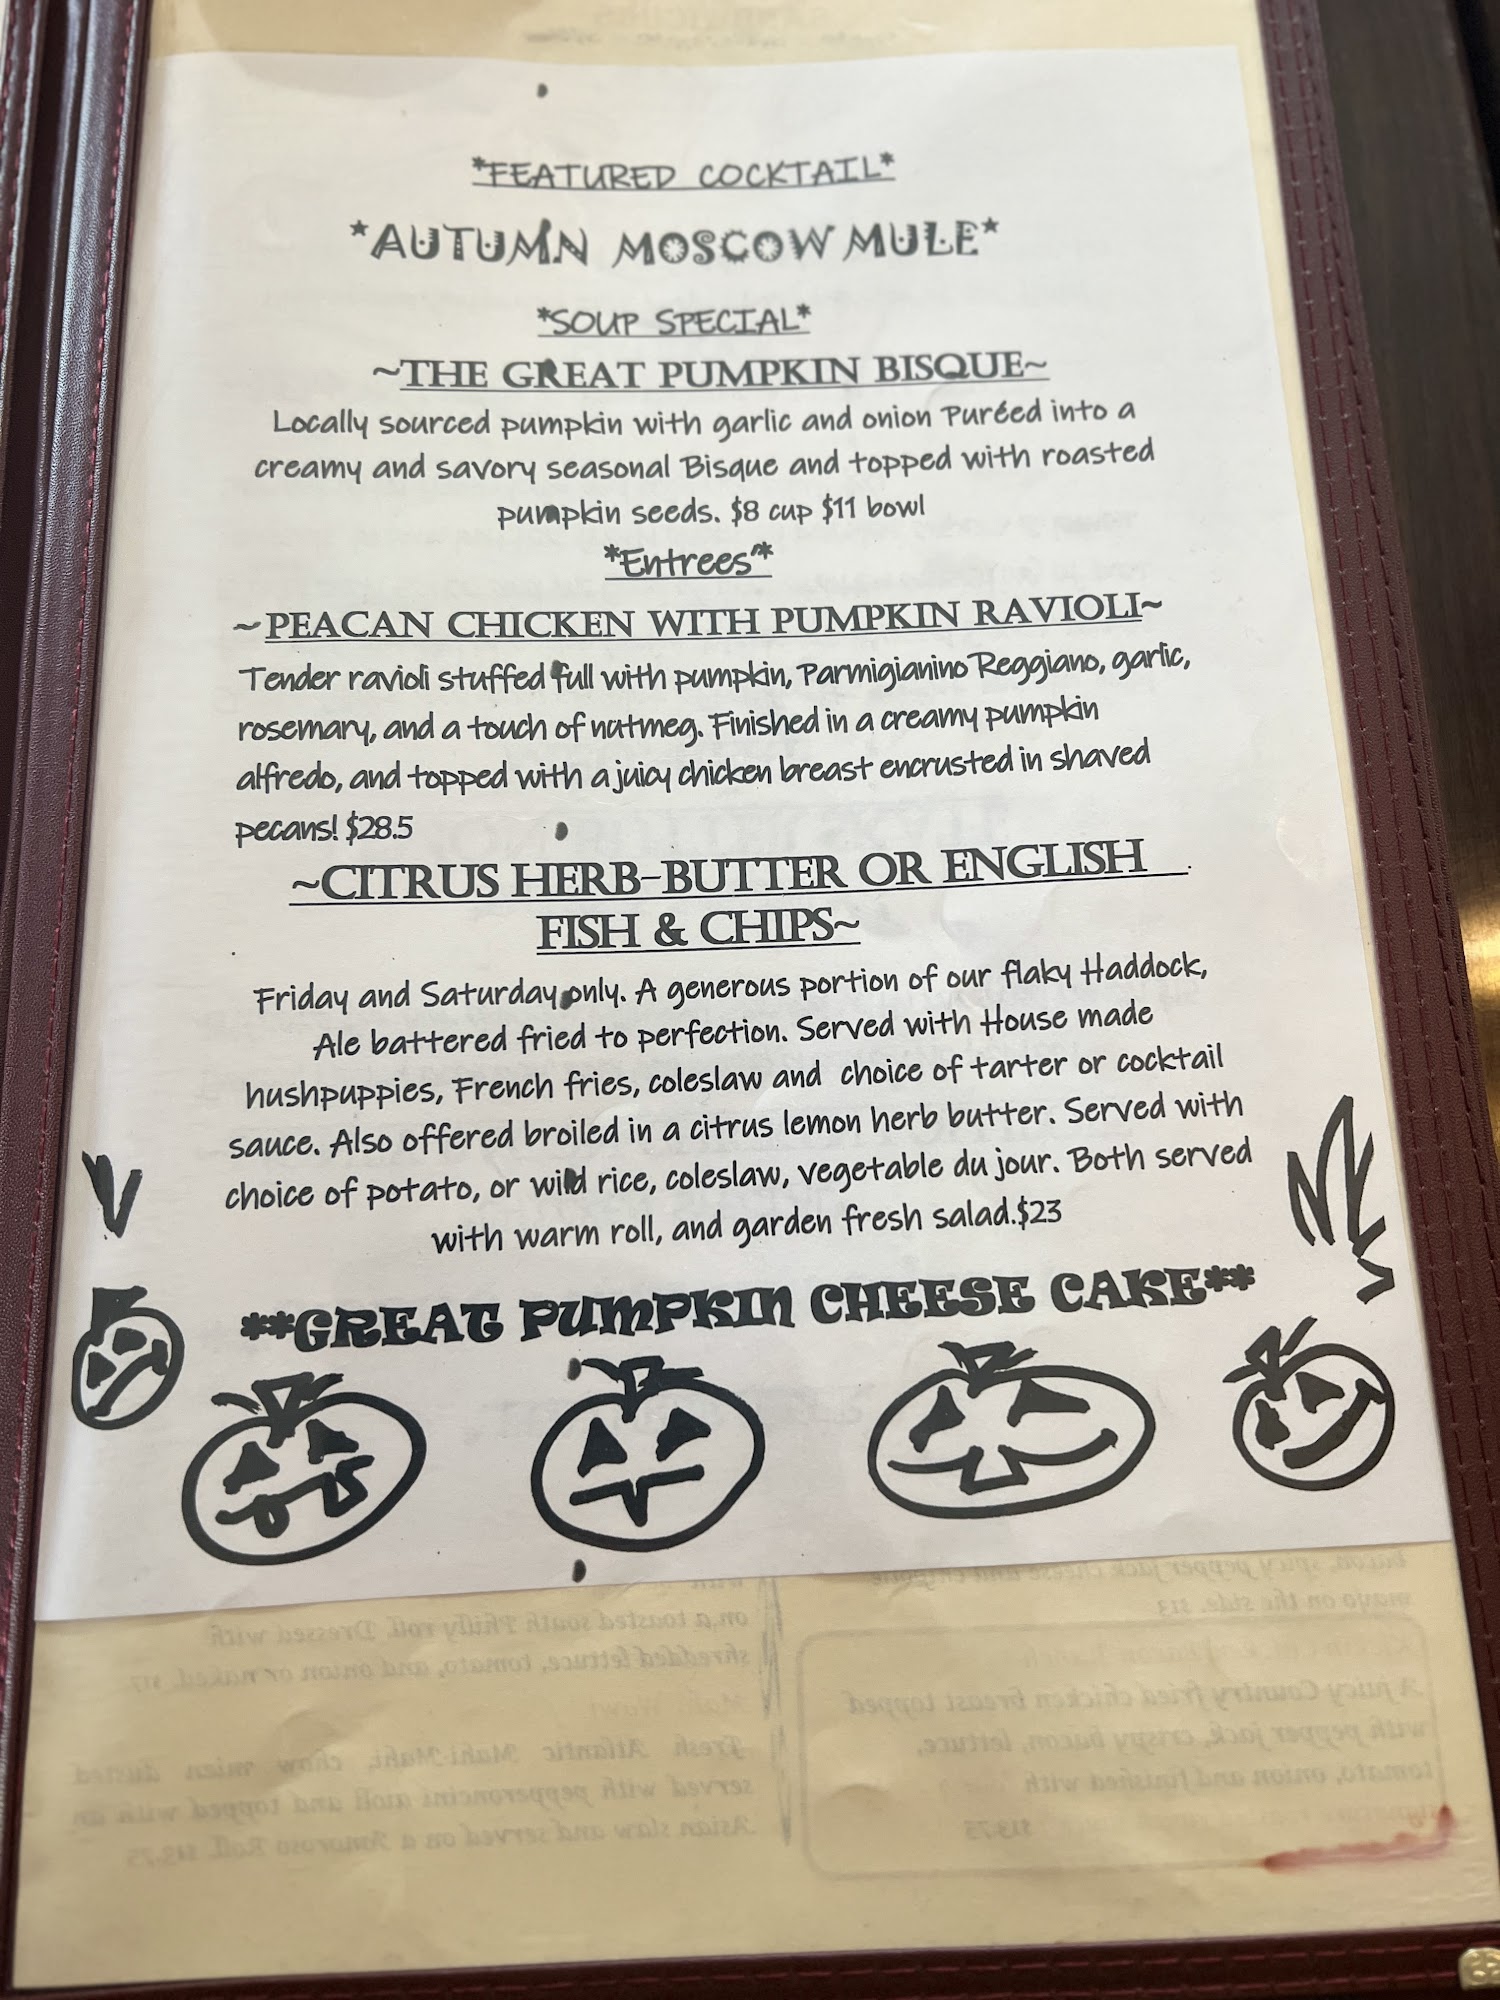 *FEATURED COCKTAIL*
*AUTUMN MOSCOW MULE*
*SOUP SPECIAL*
~THE GREAT PUMPKIN BISQUE~
Locally sourced pumpkin with garlic and onion Puréed into a
creamy and savory seasonal Bisque and topped with roasted
pumpkin seeds. $8 cup $11 bowl
*Entrees*
~PEACAN CHICKEN WITH PUMPKIN RAVIOLI~
Tender ravioli stuffed full with pumpkin, Parmigianino Reggiano, garlic,
rosemary, and a touch of nutmeg. Finished in a creamy pumpkin
alfredo, and topped with a juicy chicken breast encrusted in shaved
pecans! $28.5
~CITRUS HERB-BUTTER OR ENGLISH
FISH & CHIPS~
Friday and Saturday only. A generous portion of our flaky Haddock,
Ale battered fried to perfection. Served with House made
hushpuppies, French fries, coleslaw and choice of tarter or cocktail
sauce. Also offered broiled in a citrus lemon herb butter. Served with
choice of potato, or wild rice, coleslaw, vegetable du jour. Both served
with warm roll, and garden fresh salad.$23
**GREAT PUMPKIN CHEESE CAKE**